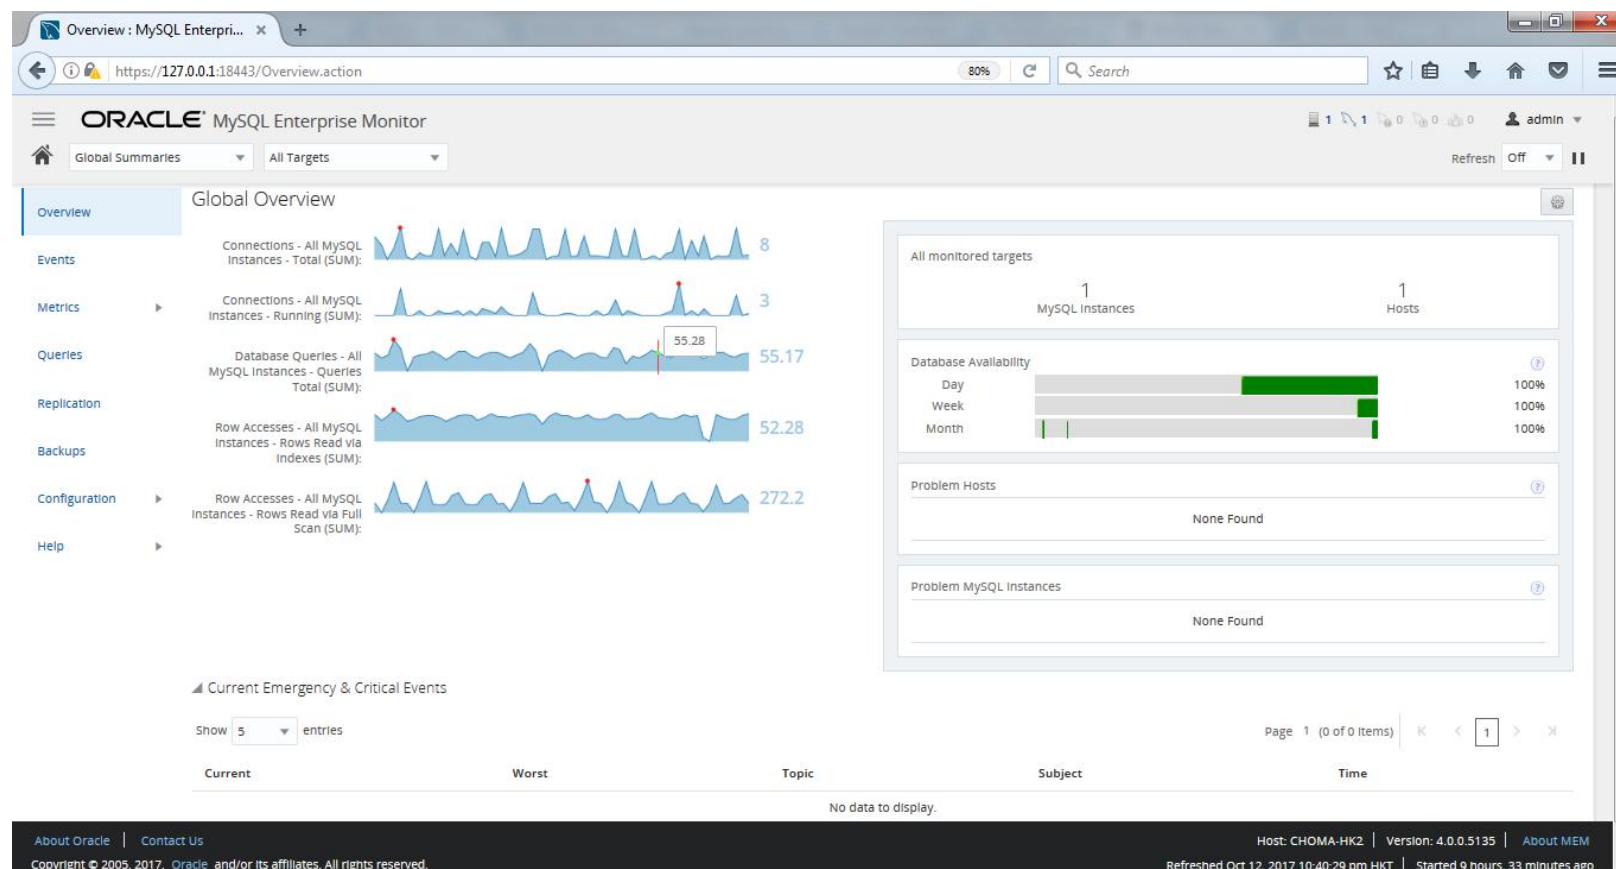 Overview : MySQL Enterpri...
https://127.0.0.1:18443/Overview.action
80%
Search
ORACLE MySQL Enterprise Monitor
1 1 0 0 0 admin
Global Summaries
All Targets
Refresh Off
Overview
Events
Metrics
Queries
Replication
Backups
Configuration
Help
Global Overview
Connections - All MySQL
Instances - Total (SUM):
8
Connections - All MySQL
Instances - Running (SUM):
3
55.28
Database Queries - All
MySQL Instances - Queries
Total (SUM):
55.17
Row Accesses - All MySQL
Instances - Rows Read via
Indexes (SUM):
52.28
Row Accesses - All MySQL
Instances - Rows Read via Full
Scan (SUM):
272.2
All monitored targets
1
MySQL Instances
1
Hosts
Database Availability
Day 100%
Week 100%
Month 100%
Problem Hosts
None Found
Problem MySQL Instances
None Found
Current Emergency & Critical Events
Show 5 entries
Page 1 (0 of 0 Items) 1
Current Worst Topic Subject Time
No data to display.
About Oracle | Contact Us
Host: CHOMA-HK2 | Version: 4.0.0.5135 | About MEM
Copyright © 2005, 2017, Oracle and/or its affiliates. All rights reserved.
Refreshed Oct 12, 2017 10:40:29 pm HKT | Started 9 hours, 33 minutes ago